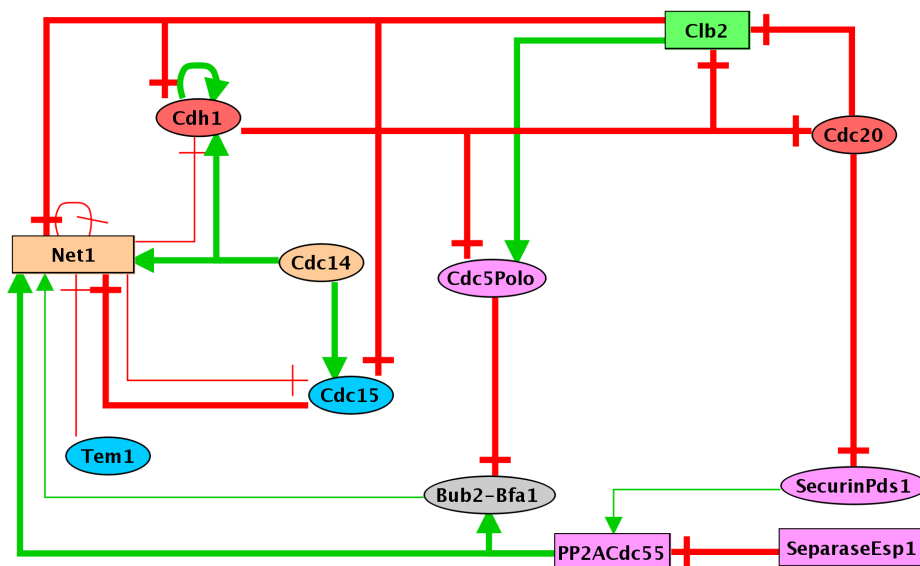 Clb2
Cdh1
Cdc20
Net1
Cdc14
Cdc5Polo
Cdc15
Tem1
Bub2-Bfa1
SecurinPds1
PP2ACdc55
SeparaseEsp1